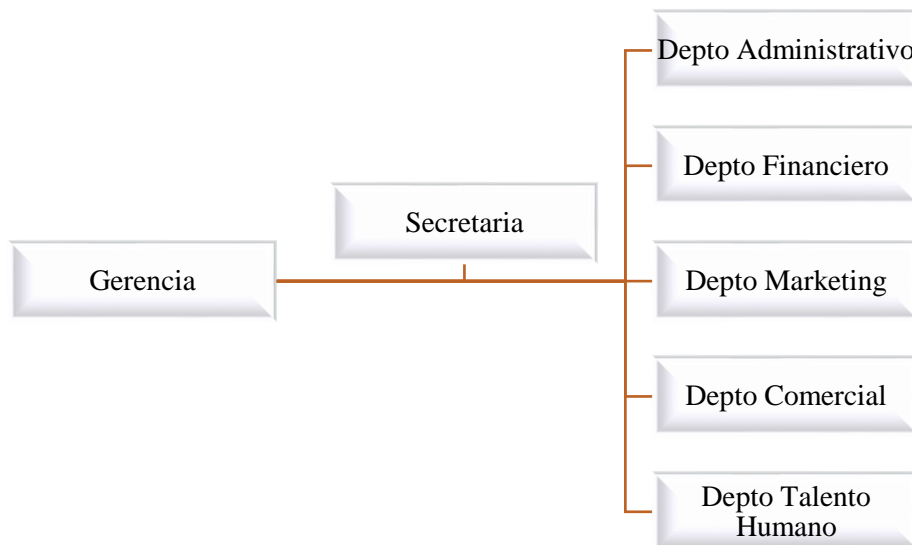 Gerencia
Secretaria
Depto Administrativo
Depto Financiero
Depto Marketing
Depto Comercial
Depto Talento
Humano